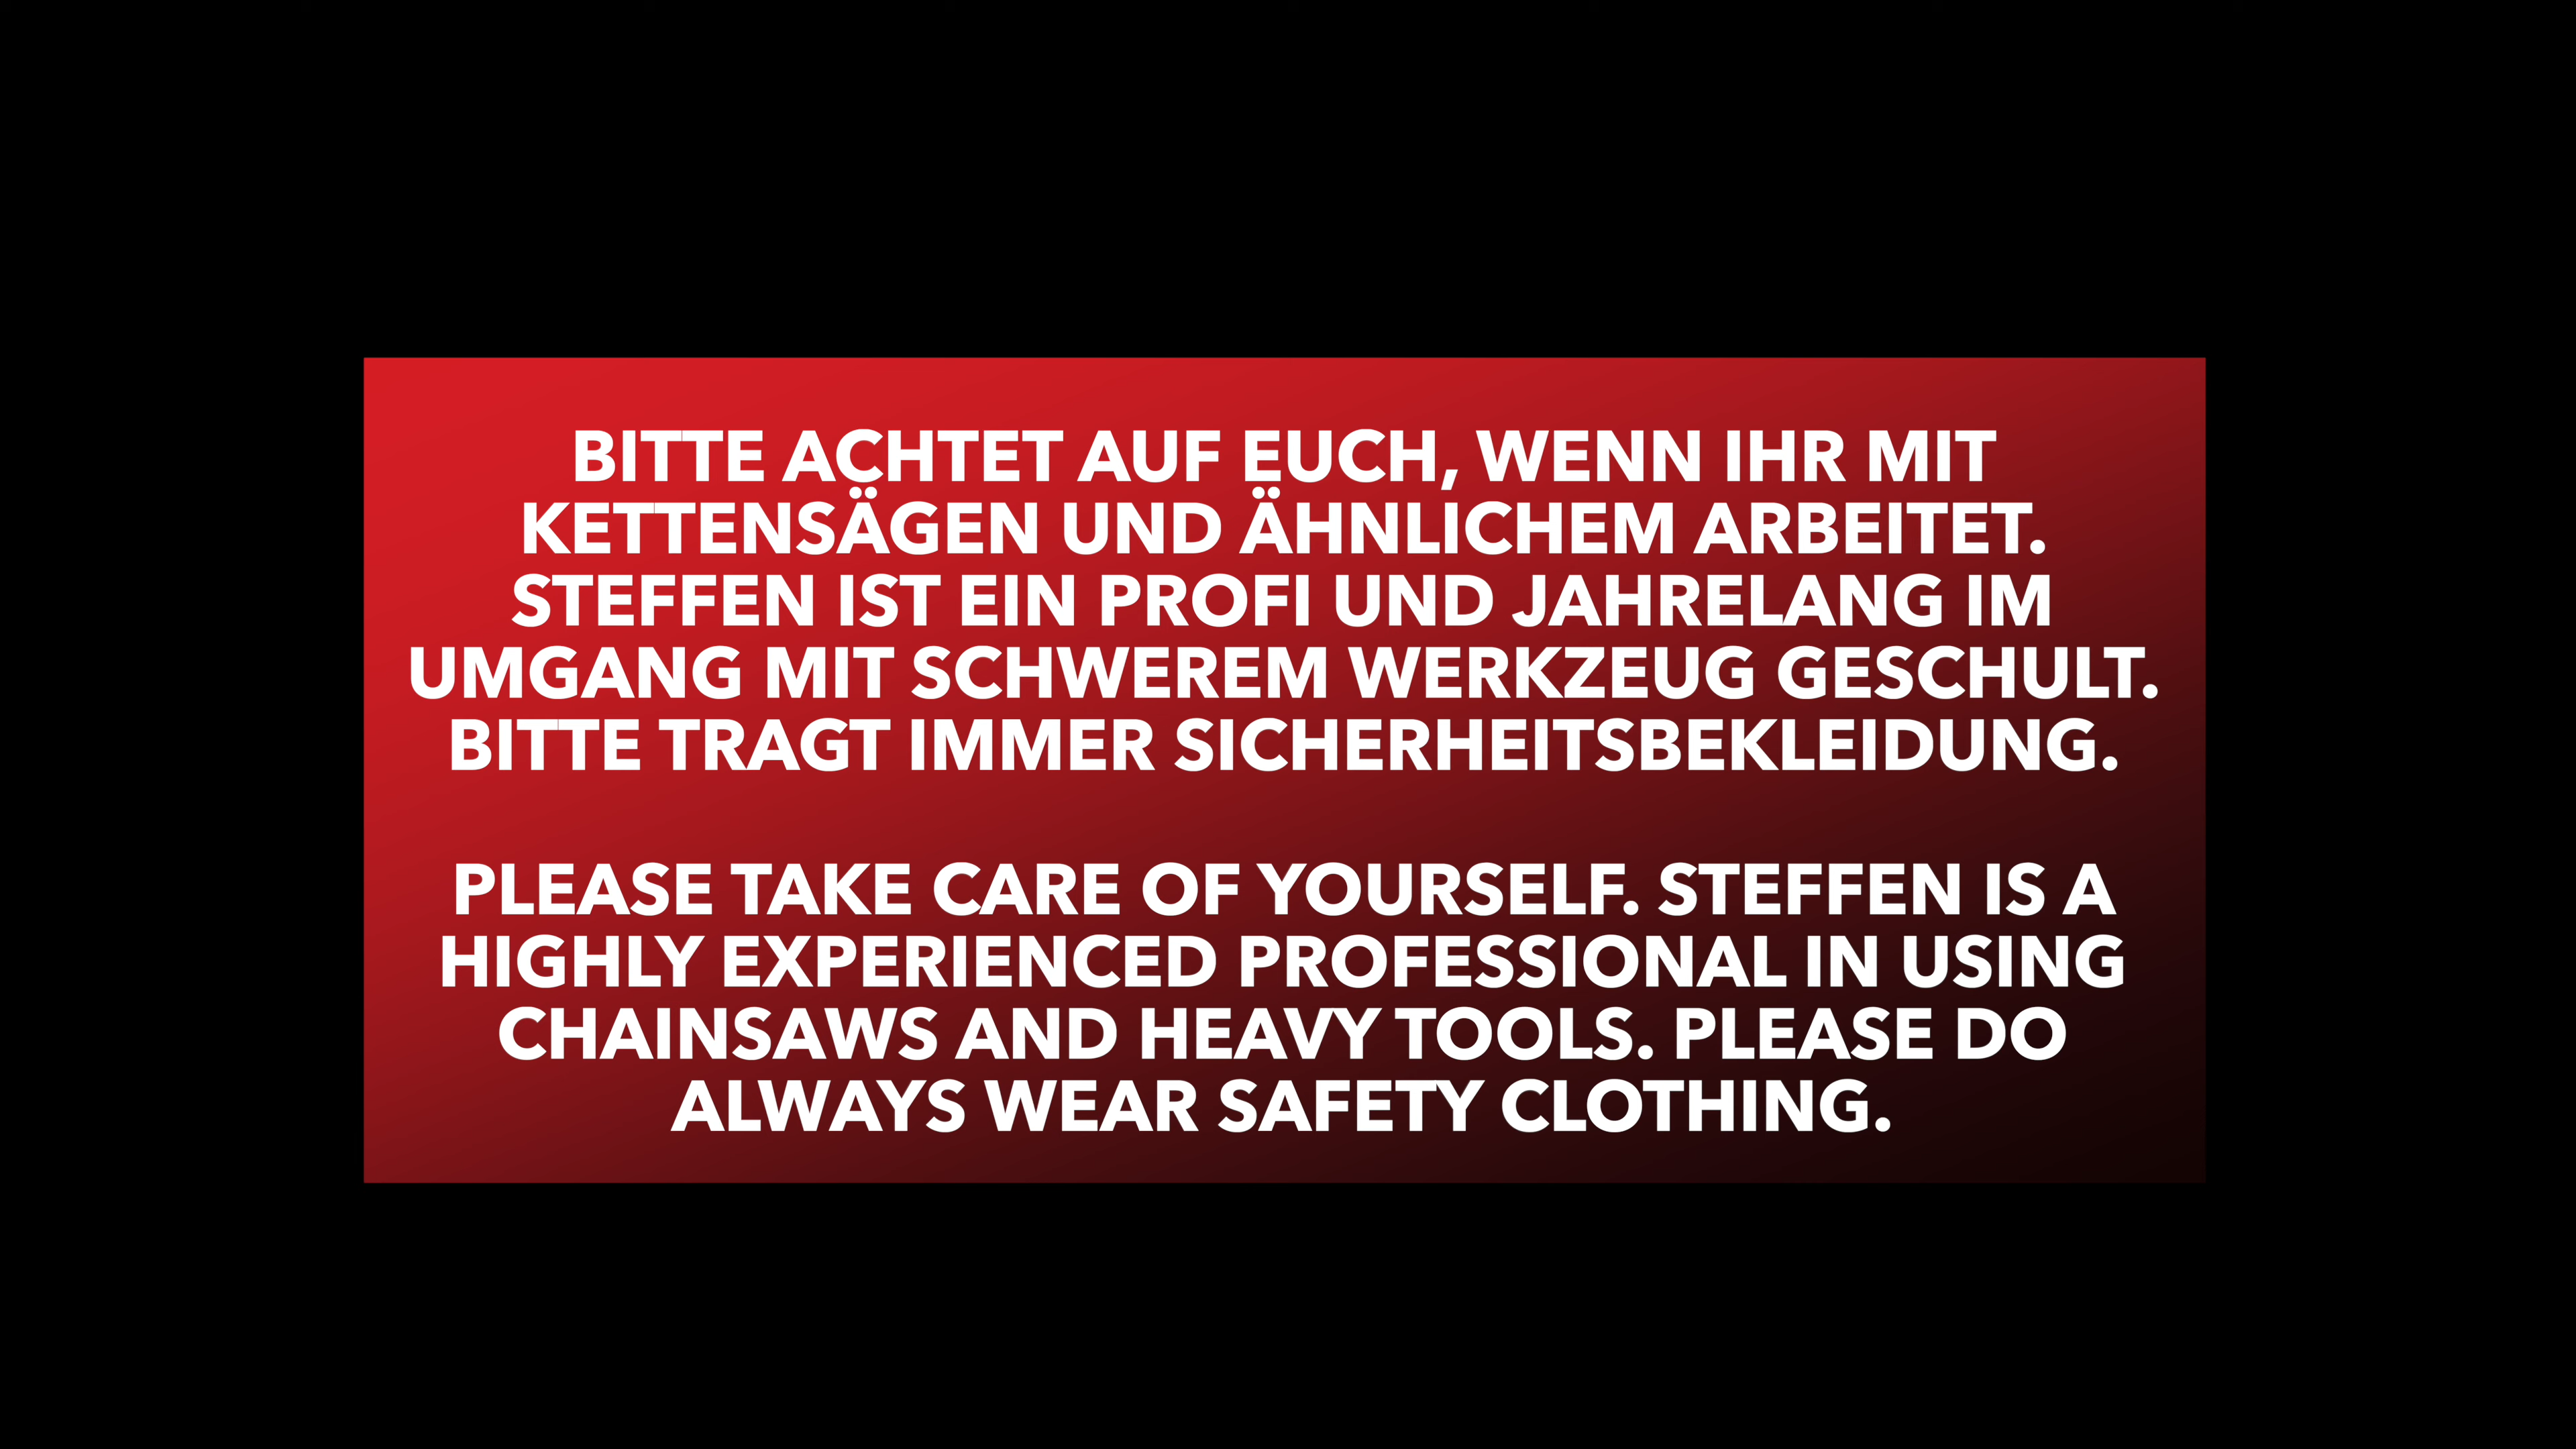 BITTE ACHTET AUF EUCH, WENN IHR MIT
KETTENSÄGEN UND ÄHNLICHEM ARBEITET.
STEFFEN IST EIN PROFI UND JAHRELANG IM
UMGANG MIT SCHWEREM WERKZEUG GESCHULT.
BITTE TRAGT IMMER SICHERHEITSBEKLEIDUNG.
PLEASE TAKE CARE OF YOURSELF. STEFFEN IS A
HIGHLY EXPERIENCED PROFESSIONAL IN USING
CHAINSAWS AND HEAVY TOOLS. PLEASE DO
ALWAYS WEAR SAFETY CLOTHING.